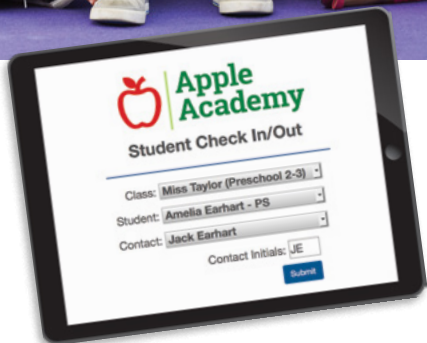 Apple
Academy
Student Check In/Out
Class: Miss Taylor (Preschool 2-3)
Student: Amelia Earhart - PS
Contact: Jack Earhart
Contact Initials: JE
Submit